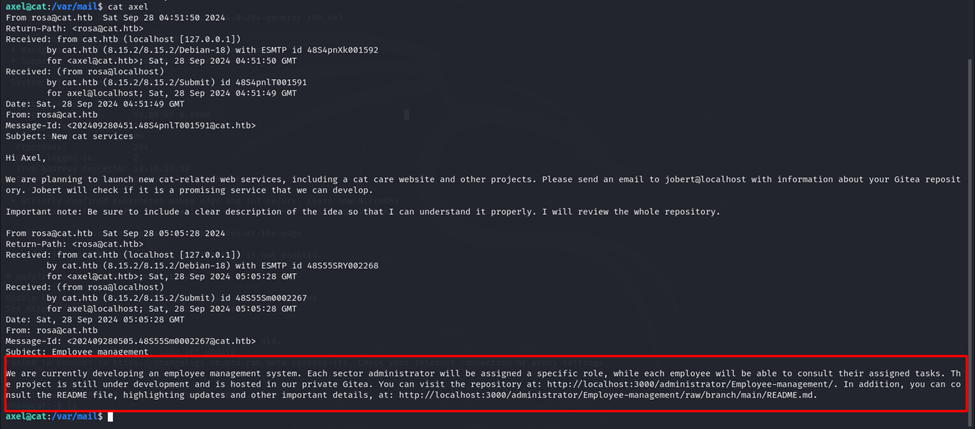 axel@cat:/var/mail$ cat axel
From rosa@cat.htb  Sat Sep 28 04:51:50 2024
Return-Path: <rosa@cat.htb>
Received: from cat.htb (localhost [127.0.0.1])
by cat.htb (8.15.2/8.15.2/Debian-18) with ESMTP id 48S4pnXk001592
for <axel@cat.htb>; Sat, 28 Sep 2024 04:51:50 GMT
Received: (from rosa@localhost)
by cat.htb (8.15.2/8.15.2/Submit) id 48S4pnlT001591
for axel@localhost; Sat, 28 Sep 2024 04:51:49 GMT
Date: Sat, 28 Sep 2024 04:51:49 GMT
From: rosa@cat.htb
Message-Id: <202409280451.48S4pnlT001591@cat.htb>
Subject: New cat services
Hi Axel,
We are planning to launch new cat-related web services, including a cat care website and other projects. Please send an email to jobert@localhost with information about your Gitea reposit
ory. Jobert will check if it is a promising service that we can develop.
Important note: Be sure to include a clear description of the idea so that I can understand it properly. I will review the whole repository.
From rosa@cat.htb  Sat Sep 28 05:05:28 2024
Return-Path: <rosa@cat.htb>
Received: from cat.htb (localhost [127.0.0.1])
by cat.htb (8.15.2/8.15.2/Debian-18) with ESMTP id 48S55SRY002268
for <axel@cat.htb>; Sat, 28 Sep 2024 05:05:28 GMT
Received: (from rosa@localhost)
by cat.htb (8.15.2/8.15.2/Submit) id 48S55Sm0002267
for axel@localhost; Sat, 28 Sep 2024 05:05:28 GMT
Date: Sat, 28 Sep 2024 05:05:28 GMT
From: rosa@cat.htb
Message-Id: <202409280505.48S55Sm0002267@cat.htb>
Subject: Employee management
We are currently developing an employee management system. Each sector administrator will be assigned a specific role, while each employee will be able to consult their assigned tasks. Th
e project is still under development and is hosted in our private Gitea. You can visit the repository at: http://localhost:3000/administrator/Employee-management/. In addition, you can co
nsult the README file, highlighting updates and other important details, at: http://localhost:3000/administrator/Employee-management/raw/branch/main/README.md.
axel@cat:/var/mail$